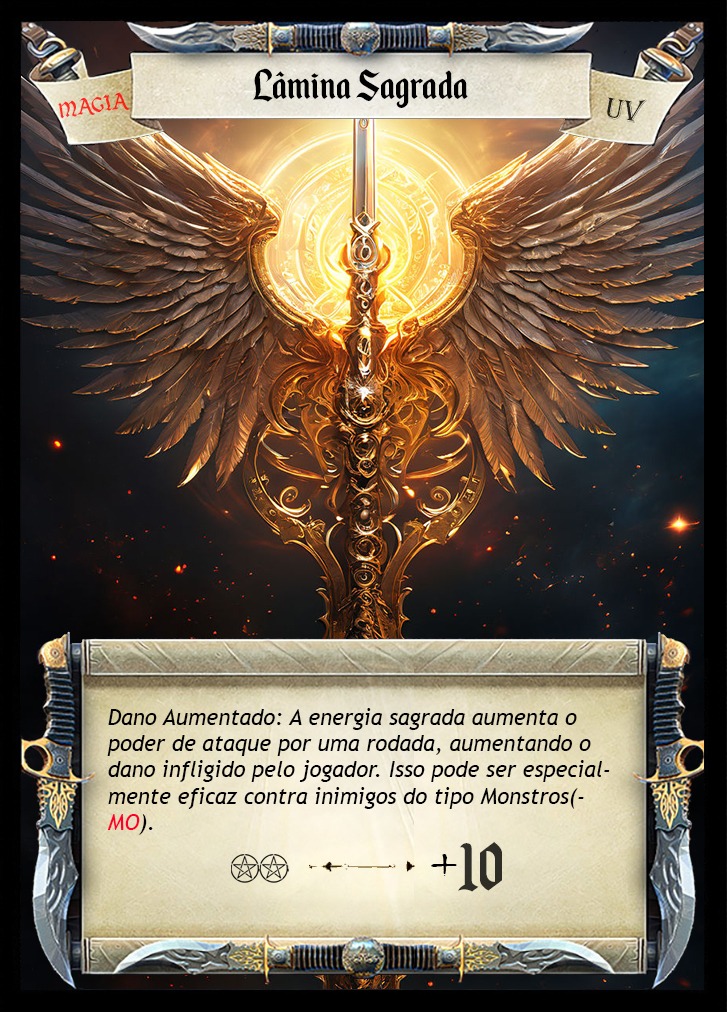 Lâmina Sagrada
MAGIA
UV
Dano Aumentado: A energia sagrada aumenta o
poder de ataque por uma rodada, aumentando o
dano infligido pelo jogador. Isso pode ser especial-
mente eficaz contra inimigos do tipo Monstros(-
MO).
+10